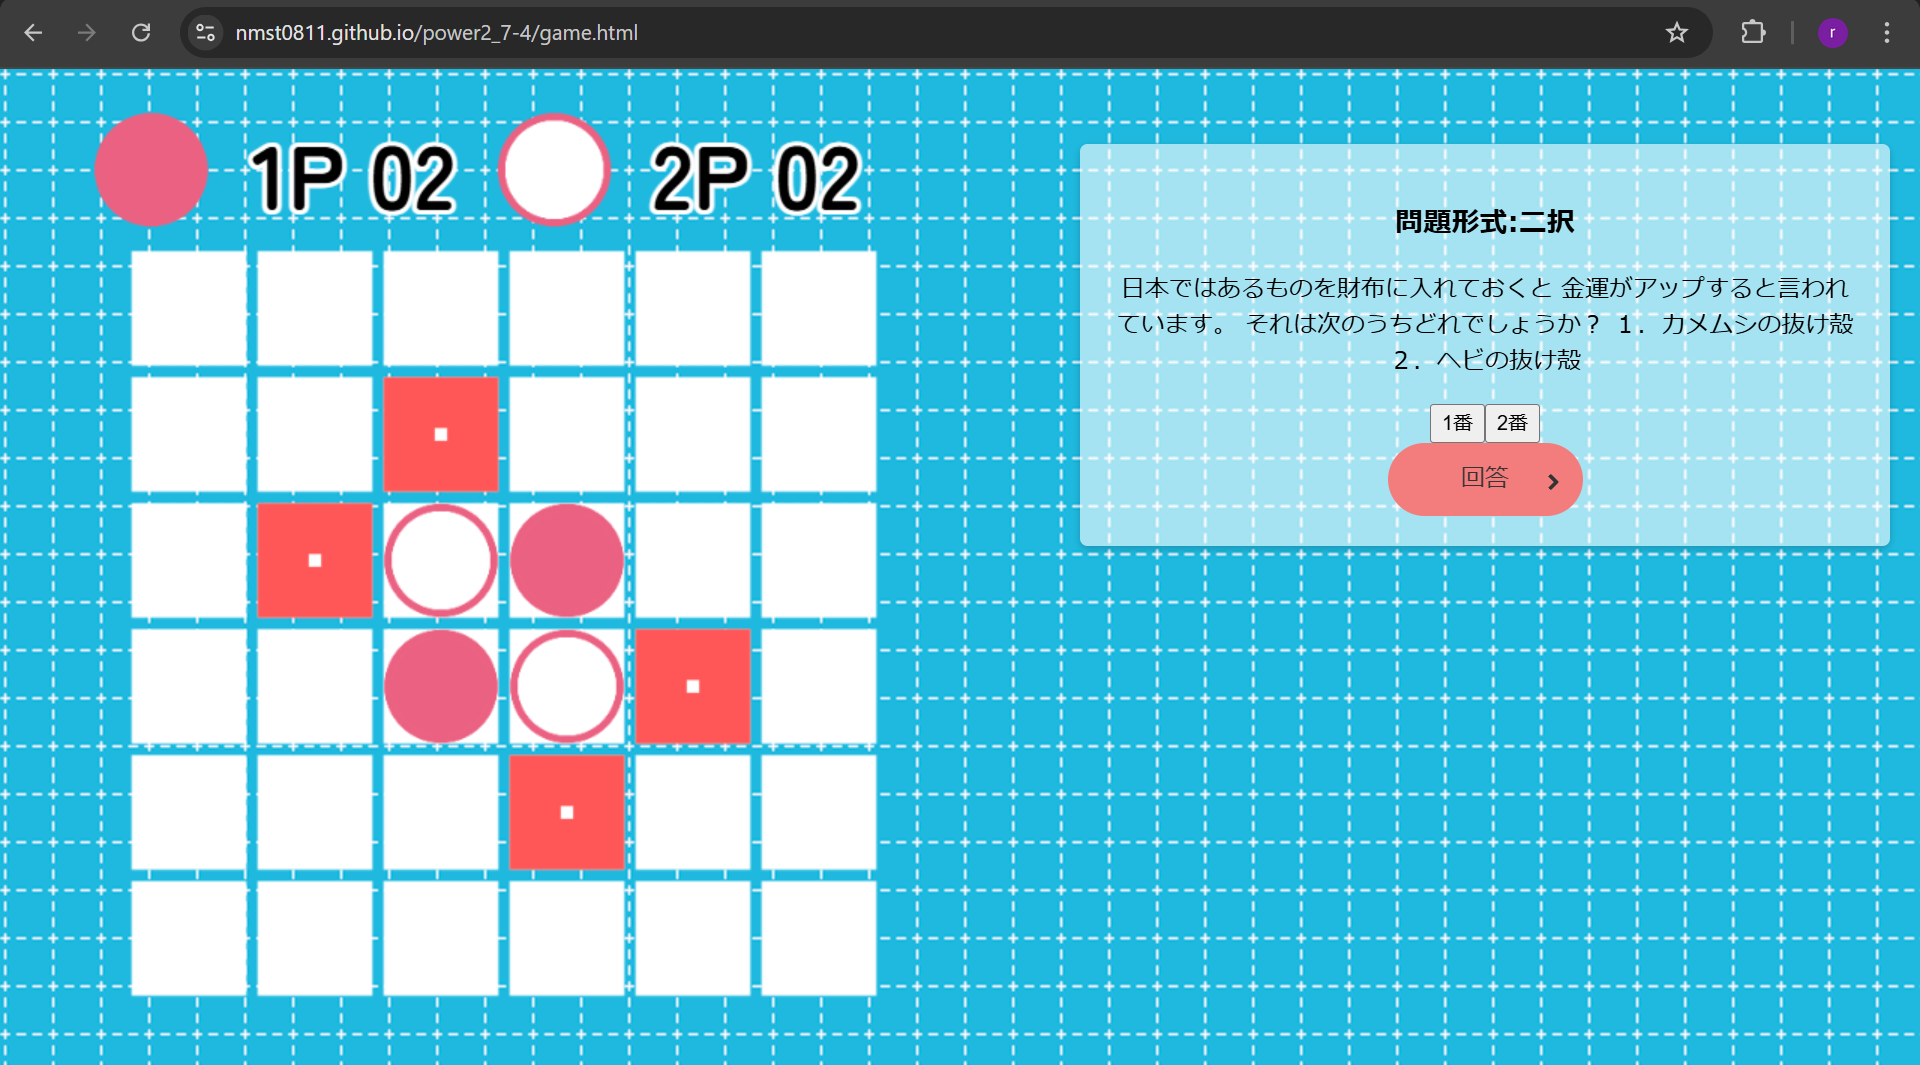 nmst0811.github.io/power2_7-4/game.html
r
1P 02 2P 02
問題形式:二択
日本ではあるものを財布に入れておくと 金運がアップすると言われ
ています。 それは次のうちどれでしょうか？ １．カメムシの抜け殻
２．ヘビの抜け殻
1番 2番
回答